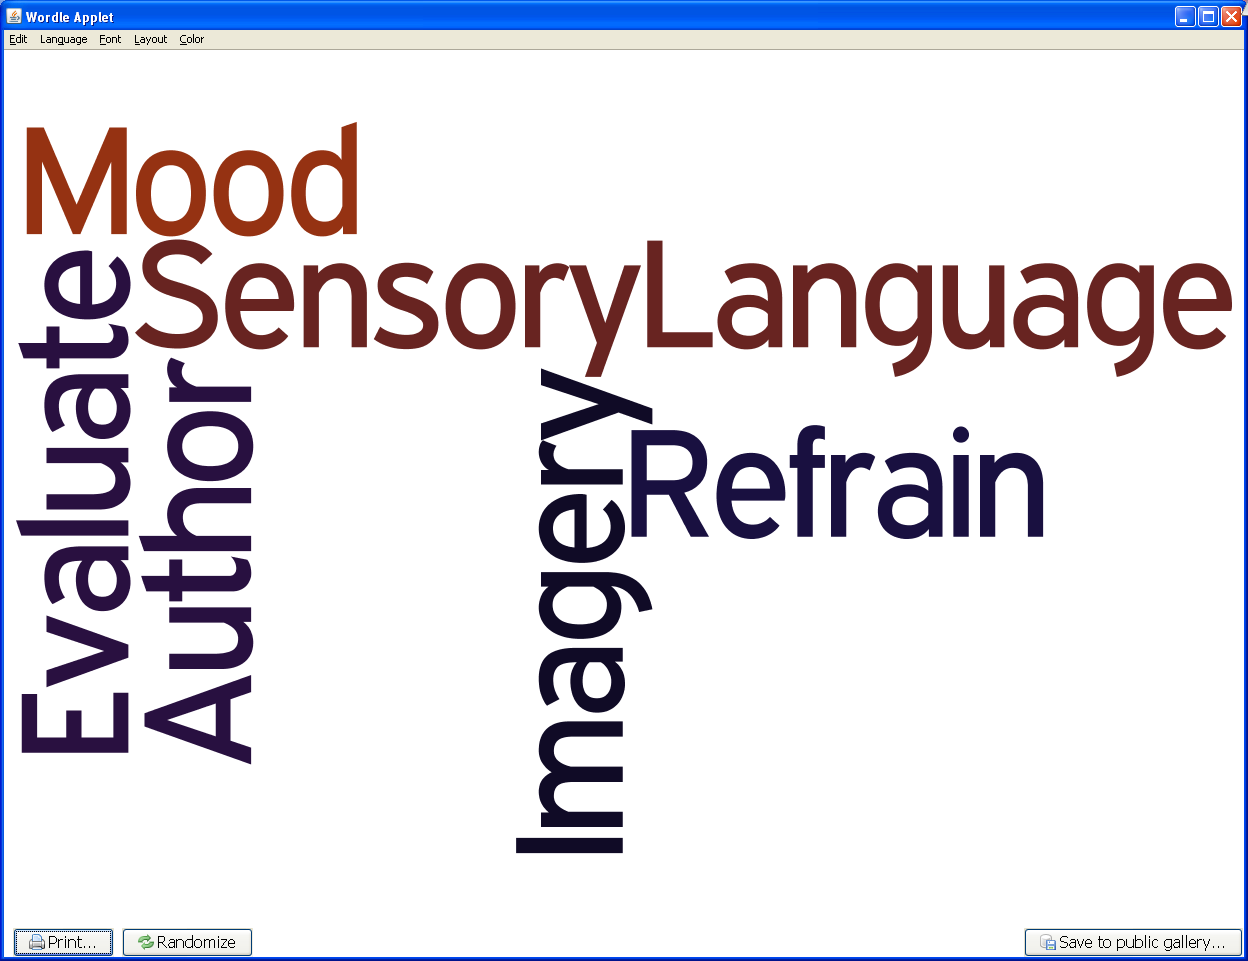 Wordle Applet
Edit Language Font Layout Color
Mood
SensoryLanguage
Evaluate
Author
Imagery
Refrain
Print... Randomize Save to public gallery...